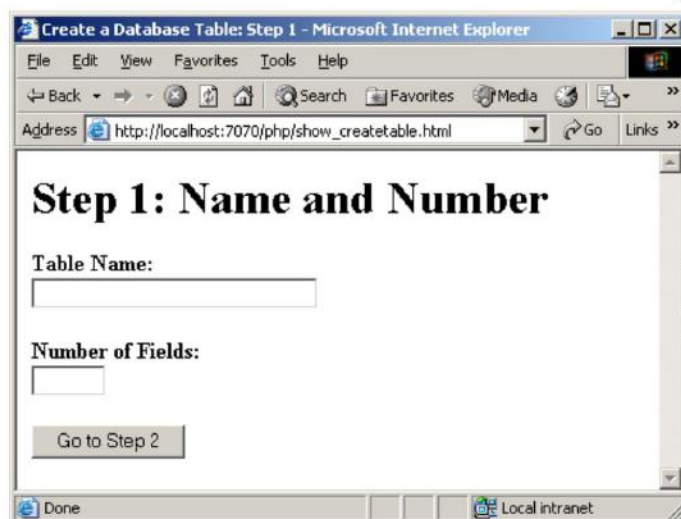 Create a Database Table: Step 1 - Microsoft Internet Explorer
File Edit View Favorites Tools Help
Back Search Favorites Media »
Address http://localhost:7070/php/show_createtable.html Go Links »
Step 1: Name and Number
Table Name:
Number of Fields:
Go to Step 2
Done Local intranet